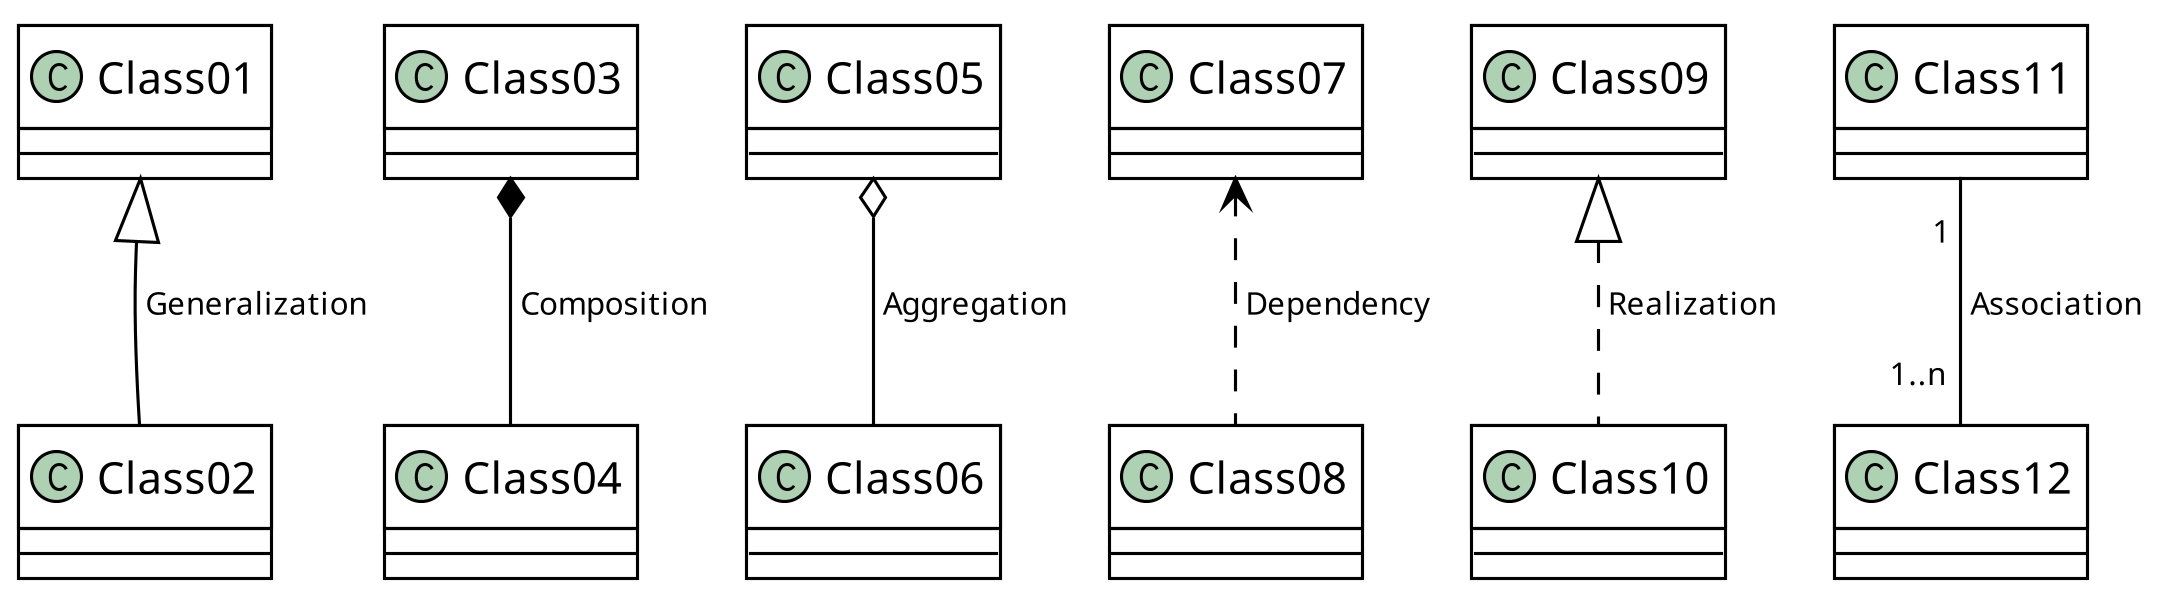 C Class01
C Class03
C Class05
C Class07
C Class09
C Class11
1
Generalization
Composition
Aggregation
Dependency
Realization
Association
1..n
C Class02
C Class04
C Class06
C Class08
C Class10
C Class12